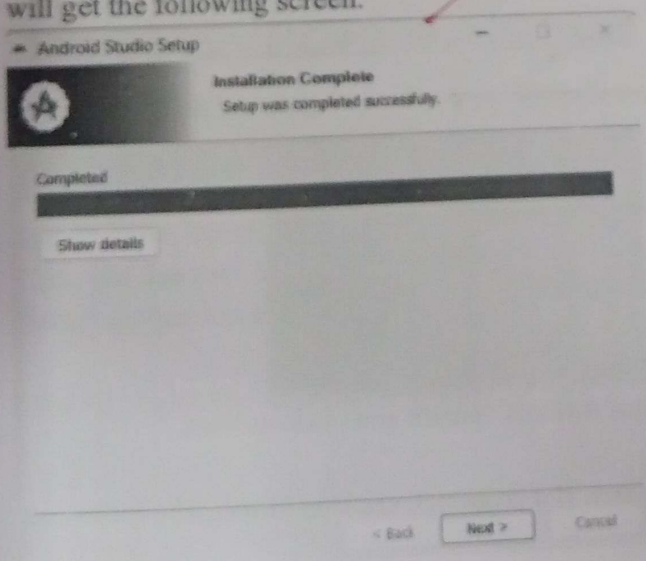 will get the following screen.
Android Studio Setup
Installation Complete
Setup was completed successfully.
Completed
Show details
< Back
Next >
Cancel